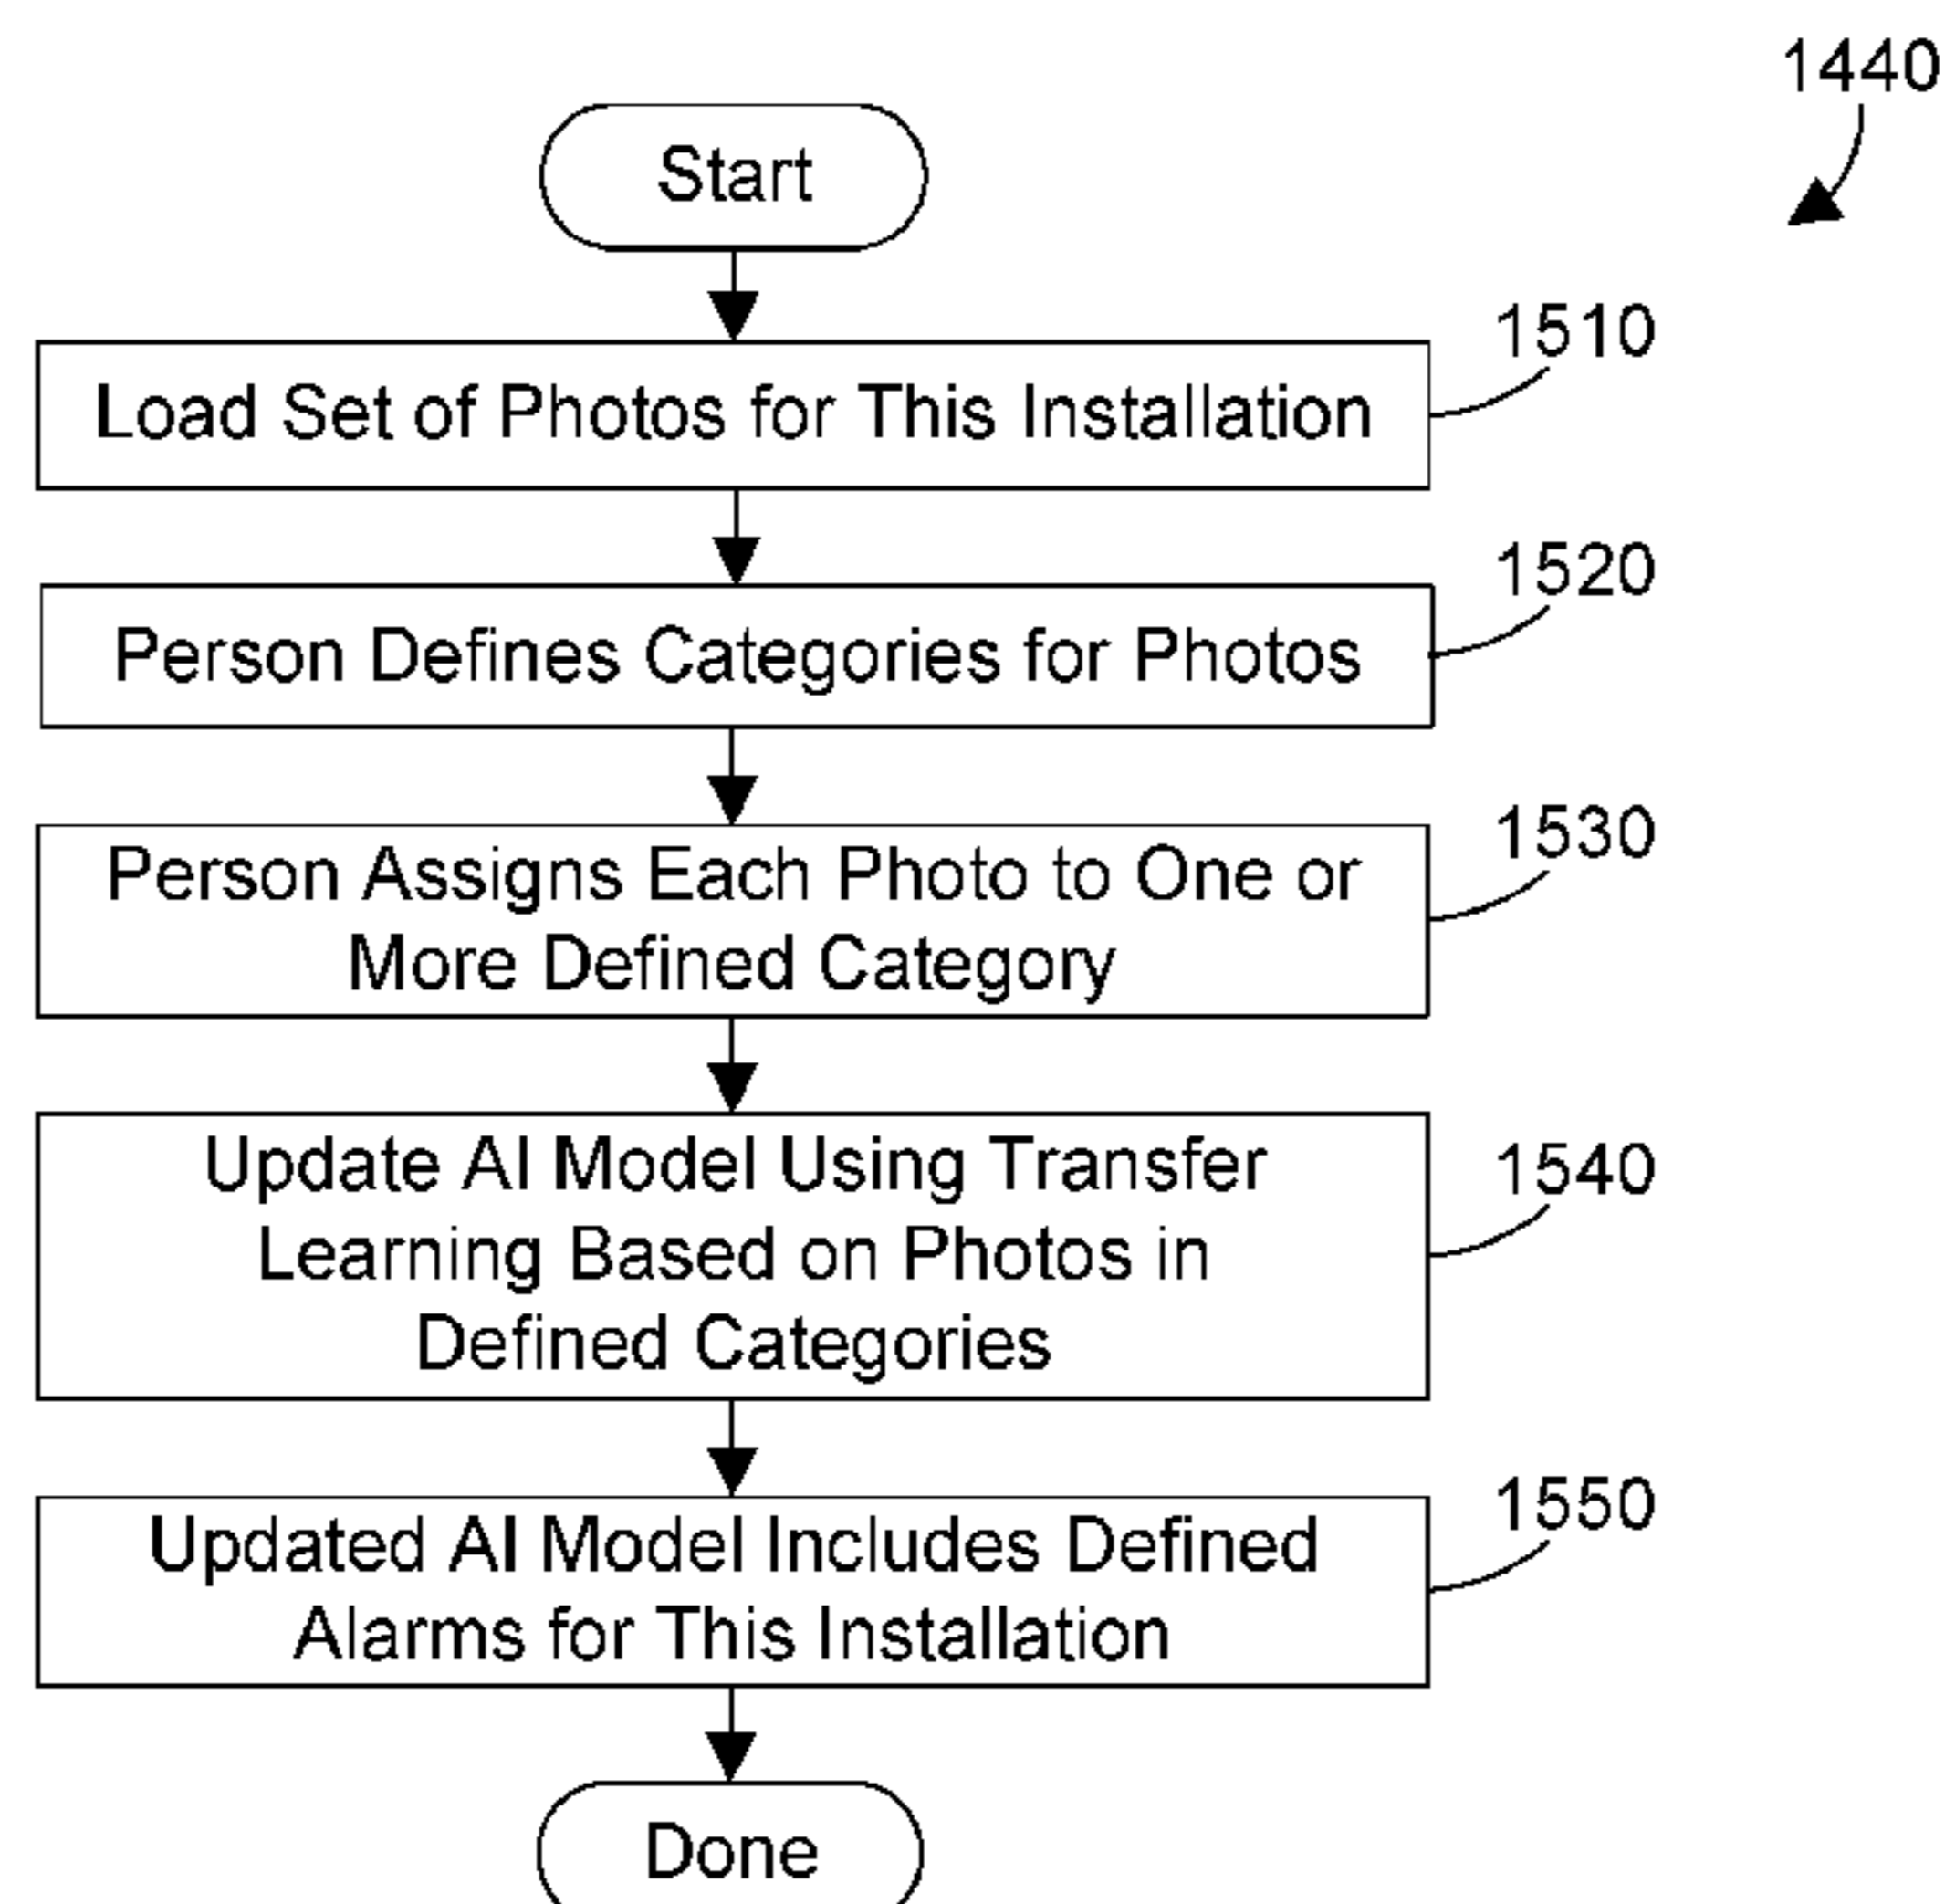 1440
Start
1510
Load Set of Photos for This Installation
1520
Person Defines Categories for Photos
1530
Person Assigns Each Photo to One or
More Defined Category
1540
Update AI Model Using Transfer
Learning Based on Photos in
Defined Categories
1550
Updated AI Model Includes Defined
Alarms for This Installation
Done